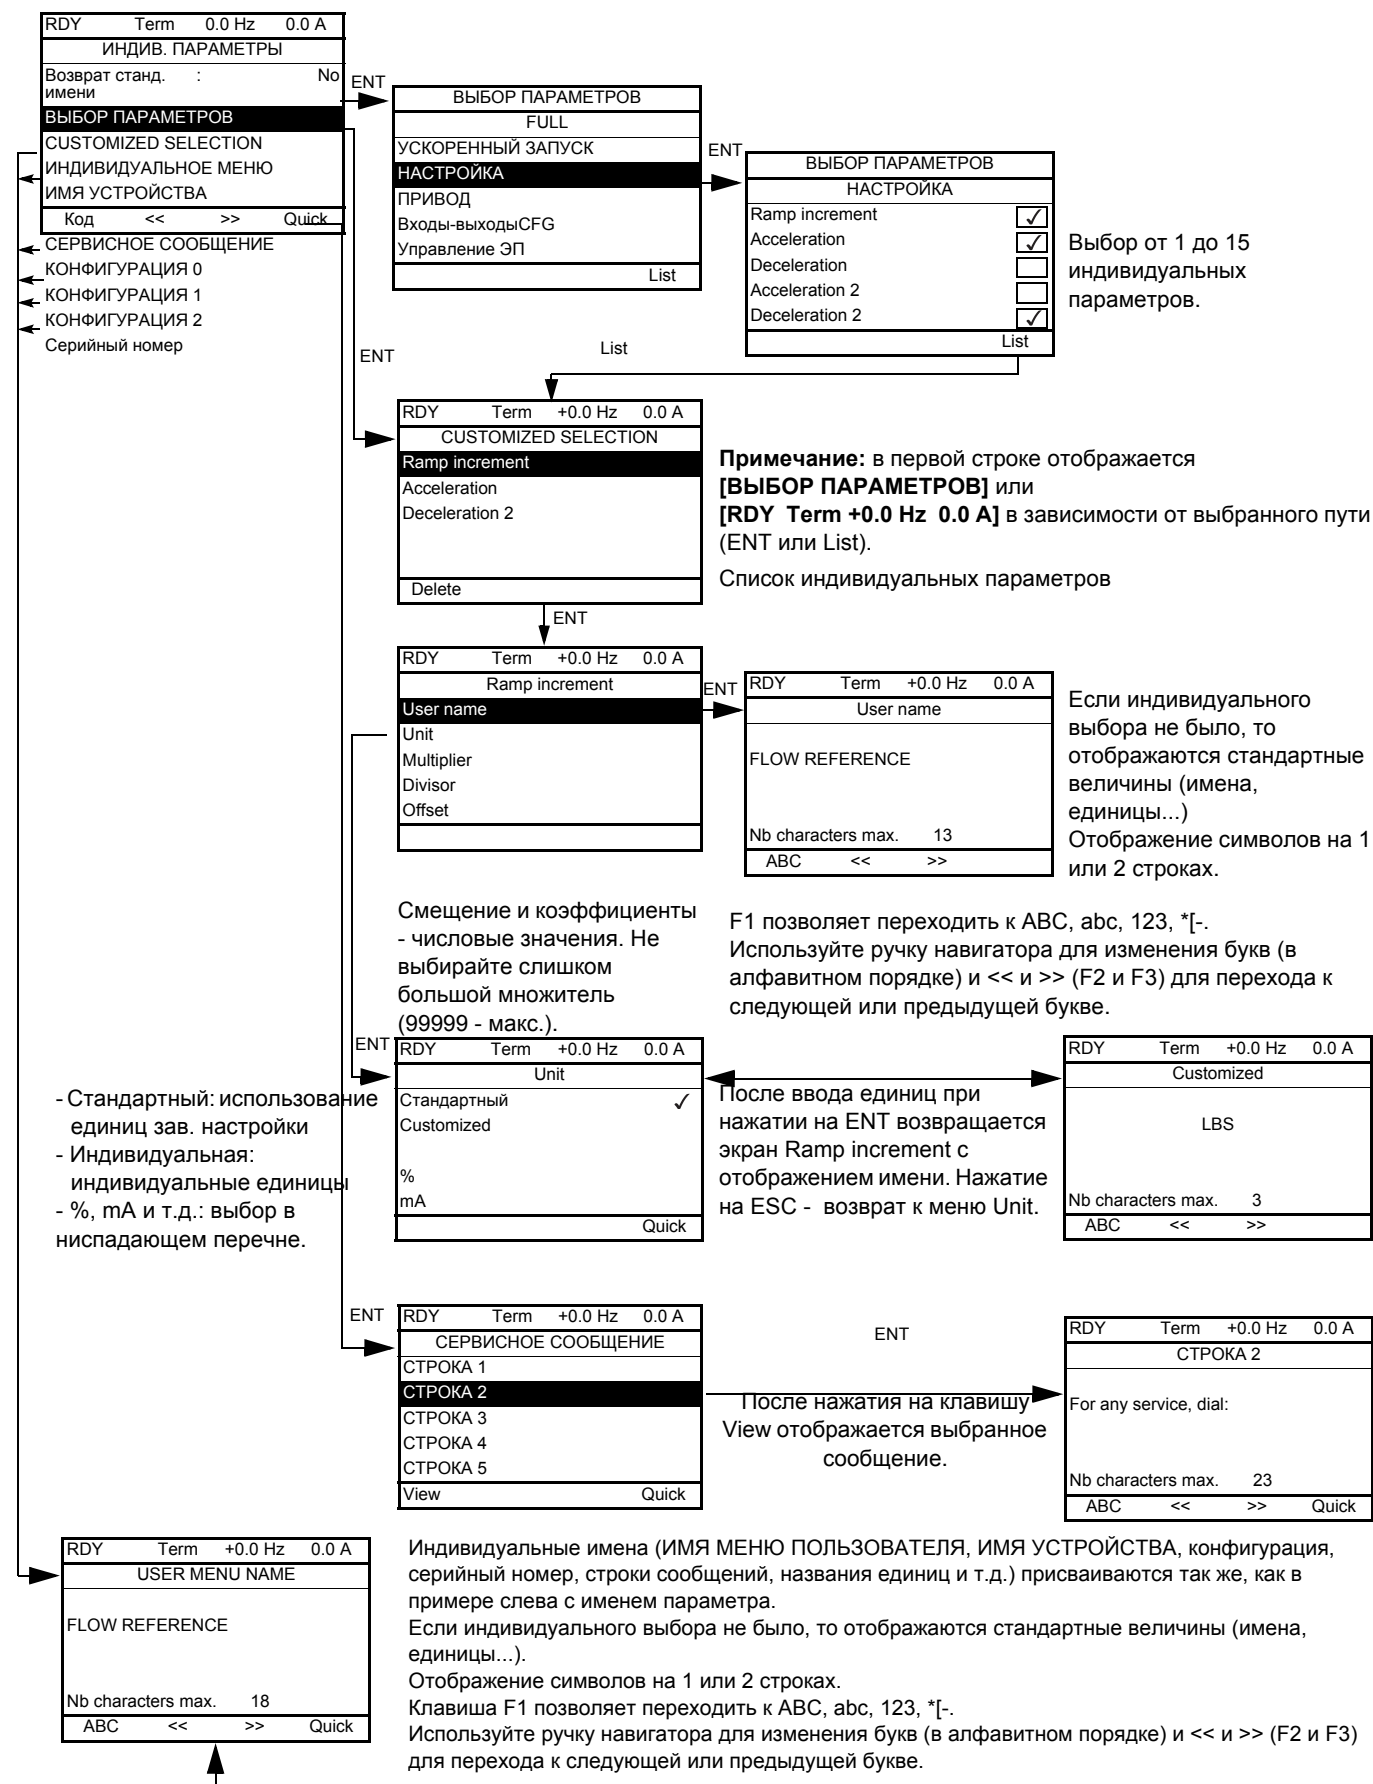 RDY Term 0.0 Hz 0.0 A
ИНДИВ. ПАРАМЕТРЫ
Возврат станд. : No
имени
ВЫБОР ПАРАМЕТРОВ
CUSTOMIZED SELECTION
ИНДИВИДУАЛЬНОЕ МЕНЮ
ИМЯ УСТРОЙСТВА
Код << >> Quick
СЕРВИСНОЕ СООБЩЕНИЕ
КОНФИГУРАЦИЯ 0
КОНФИГУРАЦИЯ 1
КОНФИГУРАЦИЯ 2
Серийный номер
ENT
ВЫБОР ПАРАМЕТРОВ
FULL
УСКОРЕННЫЙ ЗАПУСК
НАСТРОЙКА
ПРИВОД
Входы-выходыCFG
Управление ЭП
List
ENT
ВЫБОР ПАРАМЕТРОВ
НАСТРОЙКА
Ramp increment ✓
Acceleration ✓
Deceleration
Acceleration 2
Deceleration 2 ✓
List
Выбор от 1 до 15
индивидуальных
параметров.
ENT
List
RDY Term +0.0 Hz 0.0 A
CUSTOMIZED SELECTION
Ramp increment
Acceleration
Deceleration 2
Delete
Примечание: в первой строке отображается
[ВЫБОР ПАРАМЕТРОВ] или
[RDY Term +0.0 Hz 0.0 A] в зависимости от выбранного пути
(ENT или List).
Список индивидуальных параметров
ENT
RDY Term +0.0 Hz 0.0 A
Ramp increment
User name
Unit
Multiplier
Divisor
Offset
ENT
RDY Term +0.0 Hz 0.0 A
User name
FLOW REFERENCE
Nb characters max. 13
ABC << >>
Если индивидуального
выбора не было, то
отображаются стандартные
величины (имена,
единицы...)
Отображение символов на 1
или 2 строках.
Смещение и коэффициенты
- числовые значения. Не
выбирайте слишком
большой множитель
(99999 - макс.).
F1 позволяет переходить к ABC, abc, 123, *[-.
Используйте ручку навигатора для изменения букв (в
алфавитном порядке) и << и >> (F2 и F3) для перехода к
следующей или предыдущей букве.
ENT
RDY Term +0.0 Hz 0.0 A
Unit
Стандартный ✓
Customized
%
mA
Quick
- Стандартный: использование
единиц зав. настройки
- Индивидуальная:
индивидуальные единицы
- %, mA и т.д.: выбор в
ниспадающем перечне.
После ввода единиц при
нажатии на ENT возвращается
экран Ramp increment с
отображением имени. Нажатие
на ESC - возврат к меню Unit.
RDY Term +0.0 Hz 0.0 A
Customized
LBS
Nb characters max. 3
ABC << >>
ENT
RDY Term +0.0 Hz 0.0 A
СЕРВИСНОЕ СООБЩЕНИЕ
СТРОКА 1
СТРОКА 2
СТРОКА 3
СТРОКА 4
СТРОКА 5
View Quick
ENT
После нажатия на клавишу
View отображается выбранное
сообщение.
RDY Term +0.0 Hz 0.0 A
СТРОКА 2
For any service, dial:
Nb characters max. 23
ABC << >> Quick
RDY Term +0.0 Hz 0.0 A
USER MENU NAME
FLOW REFERENCE
Nb characters max. 18
ABC << >> Quick
Индивидуальные имена (ИМЯ МЕНЮ ПОЛЬЗОВАТЕЛЯ, ИМЯ УСТРОЙСТВА, конфигурация,
серийный номер, строки сообщений, названия единиц и т.д.) присваиваются так же, как в
примере слева с именем параметра.
Если индивидуального выбора не было, то отображаются стандартные величины (имена,
единицы...).
Отображение символов на 1 или 2 строках.
Клавиша F1 позволяет переходить к ABC, abc, 123, *[-.
Используйте ручку навигатора для изменения букв (в алфавитном порядке) и << и >> (F2 и F3)
для перехода к следующей или предыдущей букве.